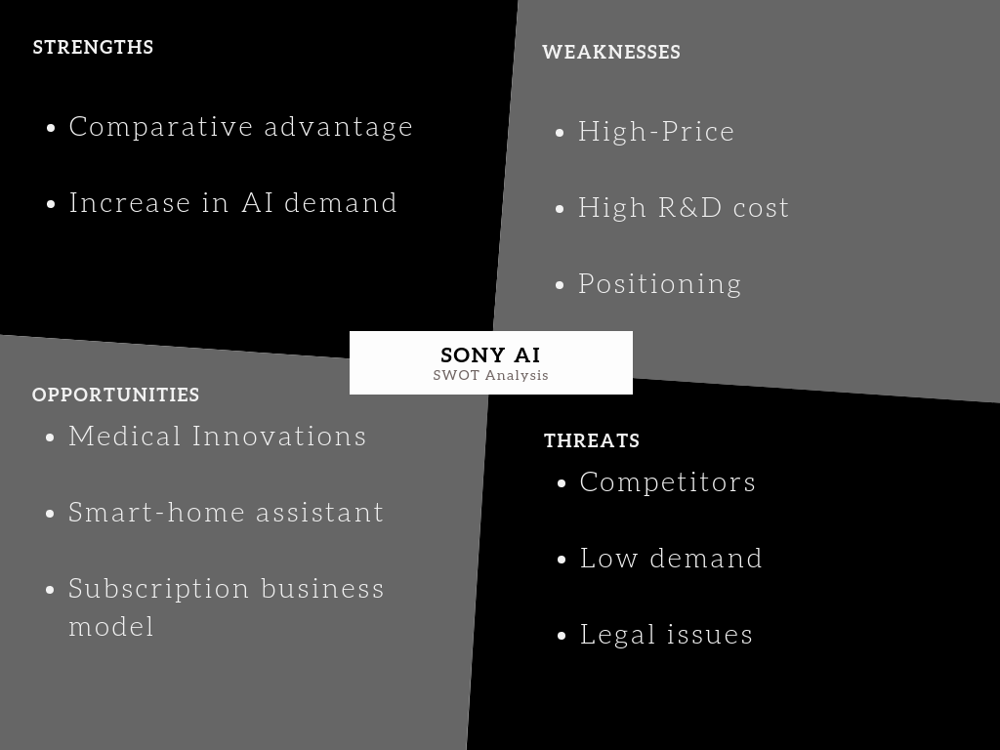 STRENGTHS
• Comparative advantage
• Increase in AI demand
WEAKNESSES
• High-Price
• High R&D cost
• Positioning
SONY AI
SWOT Analysis
OPPORTUNITIES
• Medical Innovations
• Smart-home assistant
• Subscription business
model
THREATS
• Competitors
• Low demand
• Legal issues